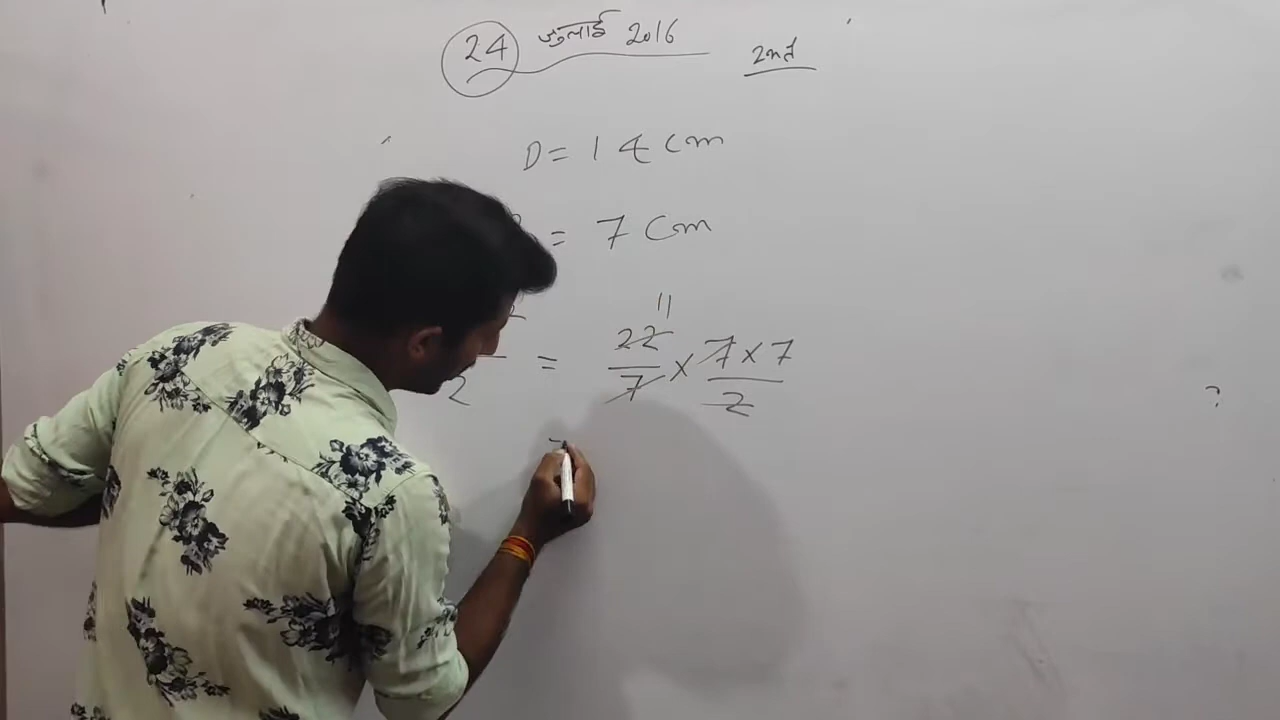 24 जुलाई 2016 2nd
D = 14 cm
= 7 cm
11
2 = 22/7 × 7×7/2
?